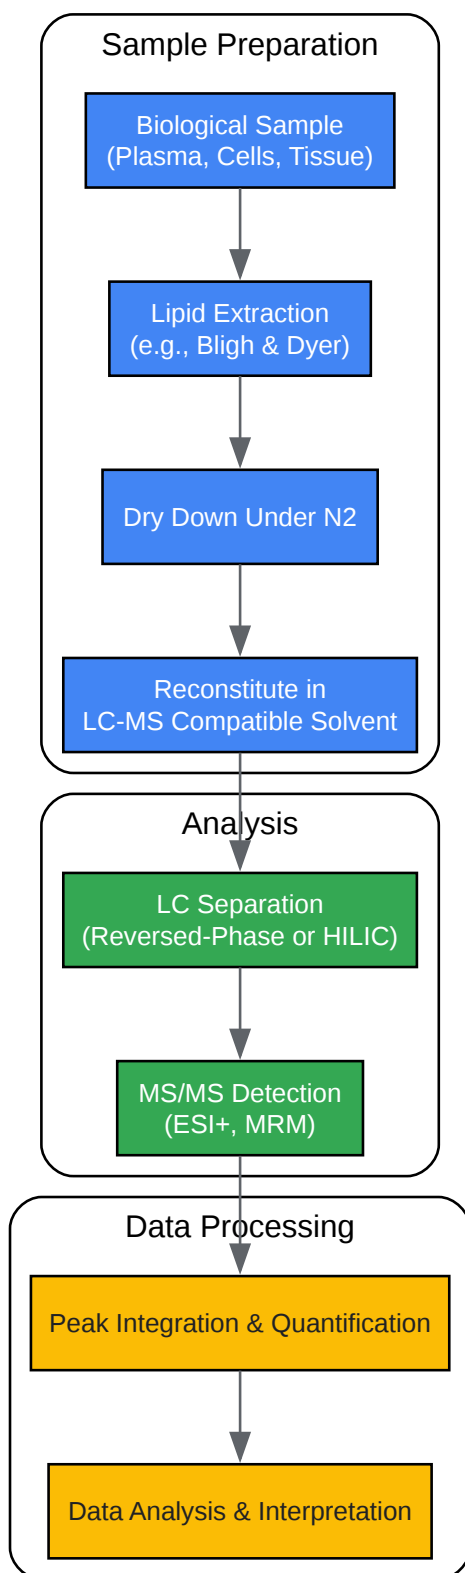 Sample Preparation
Biological Sample
(Plasma, Cells, Tissue)
Lipid Extraction
(e.g., Bligh & Dyer)
Dry Down Under N2
Reconstitute in
LC-MS Compatible Solvent
Analysis
LC Separation
(Reversed-Phase or HILIC)
MS/MS Detection
(ESI+, MRM)
Data Processing
Peak Integration & Quantification
Data Analysis & Interpretation